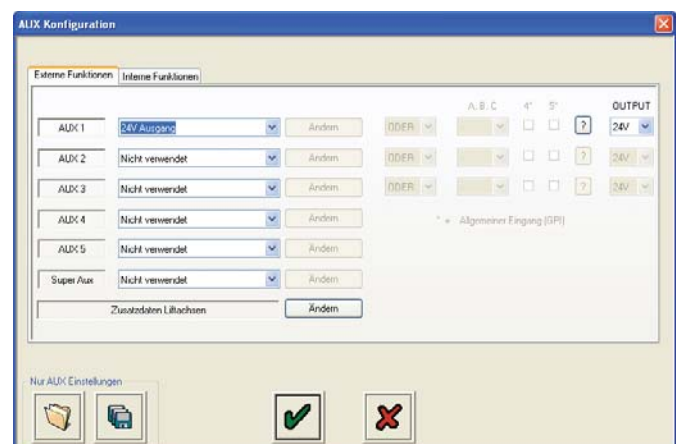 AUX Konfiguration
Externe Funktionen Interne Funktionen
A, B, C 4* 5* OUTPUT
AUX 1 24V Ausgang Ändern ODER ? 24V
AUX 2 Nicht verwendet Ändern ODER ? 24V
AUX 3 Nicht verwendet Ändern ODER ? 24V
AUX 4 Nicht verwendet Ändern * = Allgemeiner Eingang (GPI)
AUX 5 Nicht verwendet Ändern
Super Aux Nicht verwendet Ändern
Zusatzdaten Liftachsen Ändern
Nur AUX Einstellungen